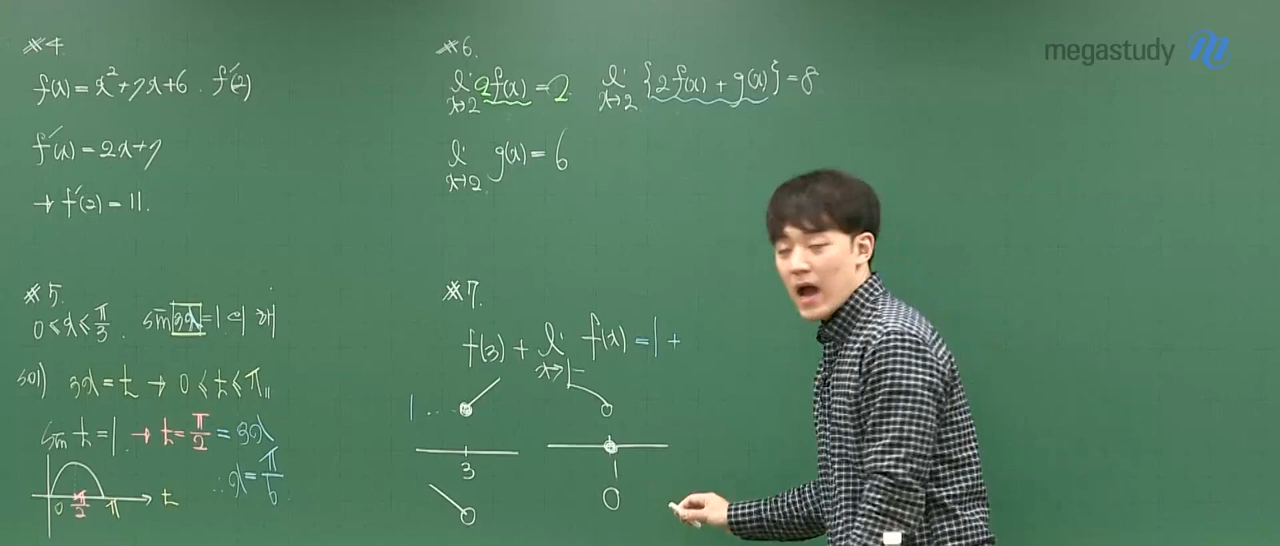 megastudy
#4.
f(x) = x²+7x+6 . f'(2)
f'(x) = 2x+7
→ f'(2) = 11.
#5.
0≤x≤π/3 . sin 3x = 1 의 해
sol) 3x = t → 0≤t≤π
sin t = 1 → t = π/2 = 3x
∴ x = π/6.
0 π/2 π t
#6.
lim x→2 2f(x) = 2 lim x→2 {2f(x) + g(x)} = 8
lim x→2 g(x) = 6
#7.
f(3) + lim x→1- f(x) = 1 +
1 ...
3 1
0